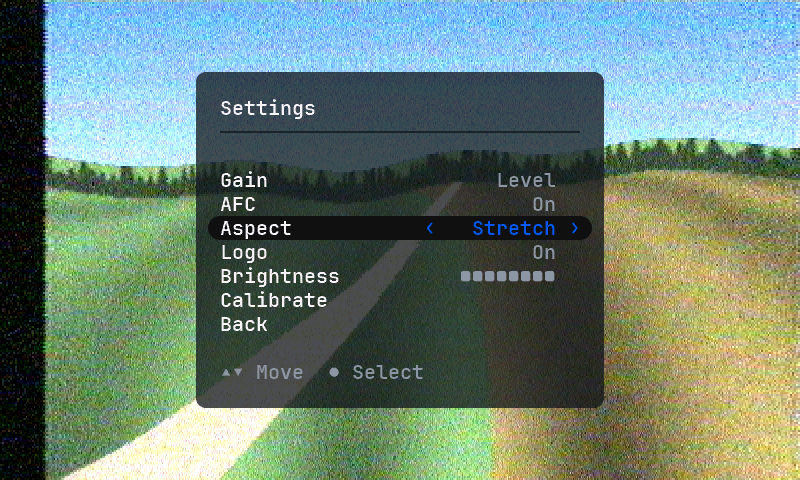 Settings
Gain Level
AFC On
Aspect ‹ Stretch ›
Logo On
Brightness
Calibrate
Back
▲▼ Move ● Select